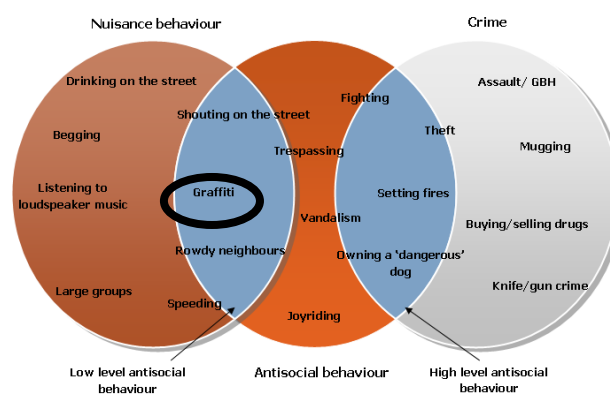 Nuisance behaviour
Crime
Drinking on the street
Assault/ GBH
Fighting
Shouting on the street
Theft
Begging
Trespassing
Mugging
Listening to
loudspeaker music
Graffiti
Setting fires
Vandalism
Buying/selling drugs
Rowdy neighbours
Owning a ‘dangerous’
dog
Large groups
Speeding
Knife/gun crime
Joyriding
Low level antisocial
behaviour
Antisocial behaviour
High level antisocial
behaviour